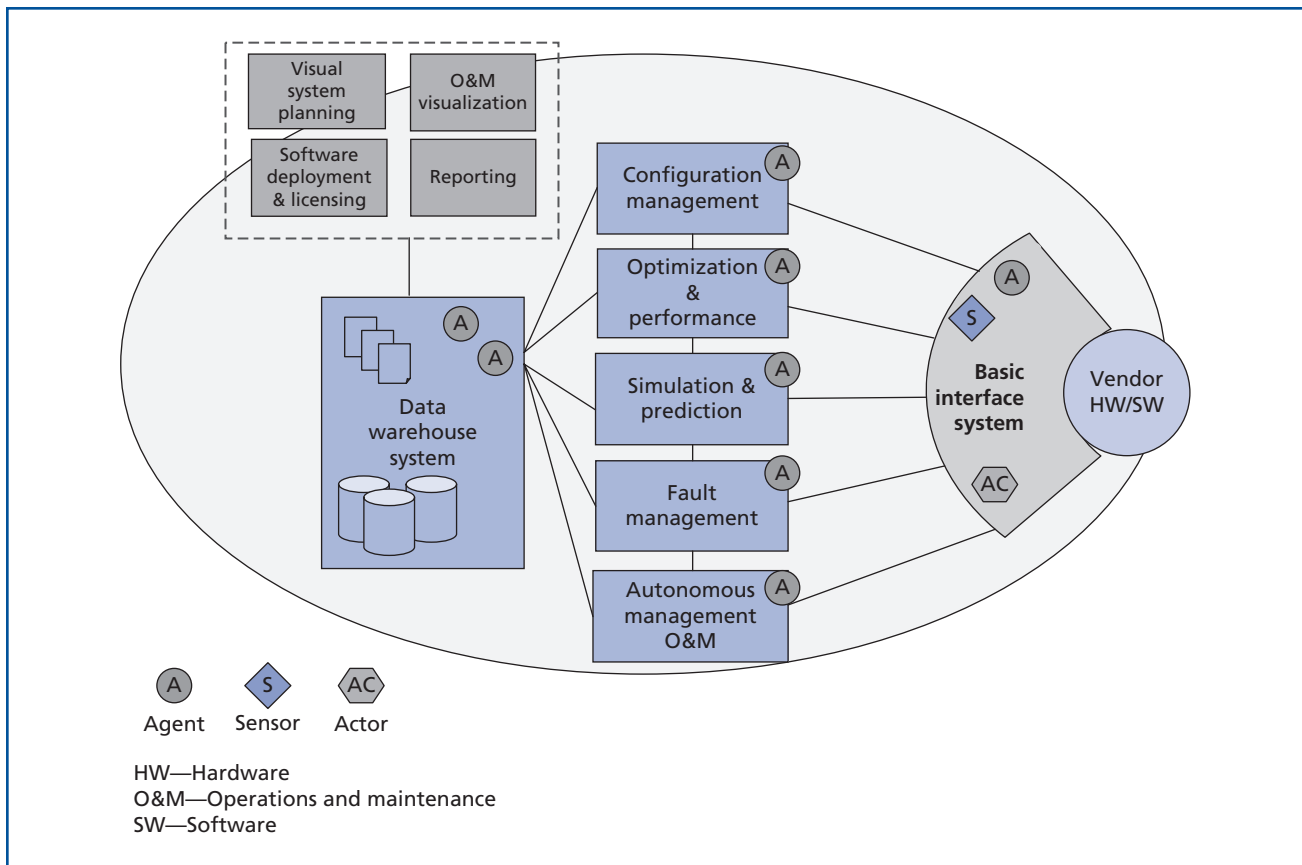 Visual
system
planning
O&M
visualization
Software
deployment
& licensing
Reporting
A
A
Data
warehouse
system
Configuration
management
A
Optimization
&
performance
A
Simulation &
prediction
A
Fault
management
A
Autonomous
management
O&M
A
A
S
Basic
interface
system
AC
Vendor
HW/SW
A
Agent
S
Sensor
AC
Actor
HW—Hardware
O&M—Operations and maintenance
SW—Software